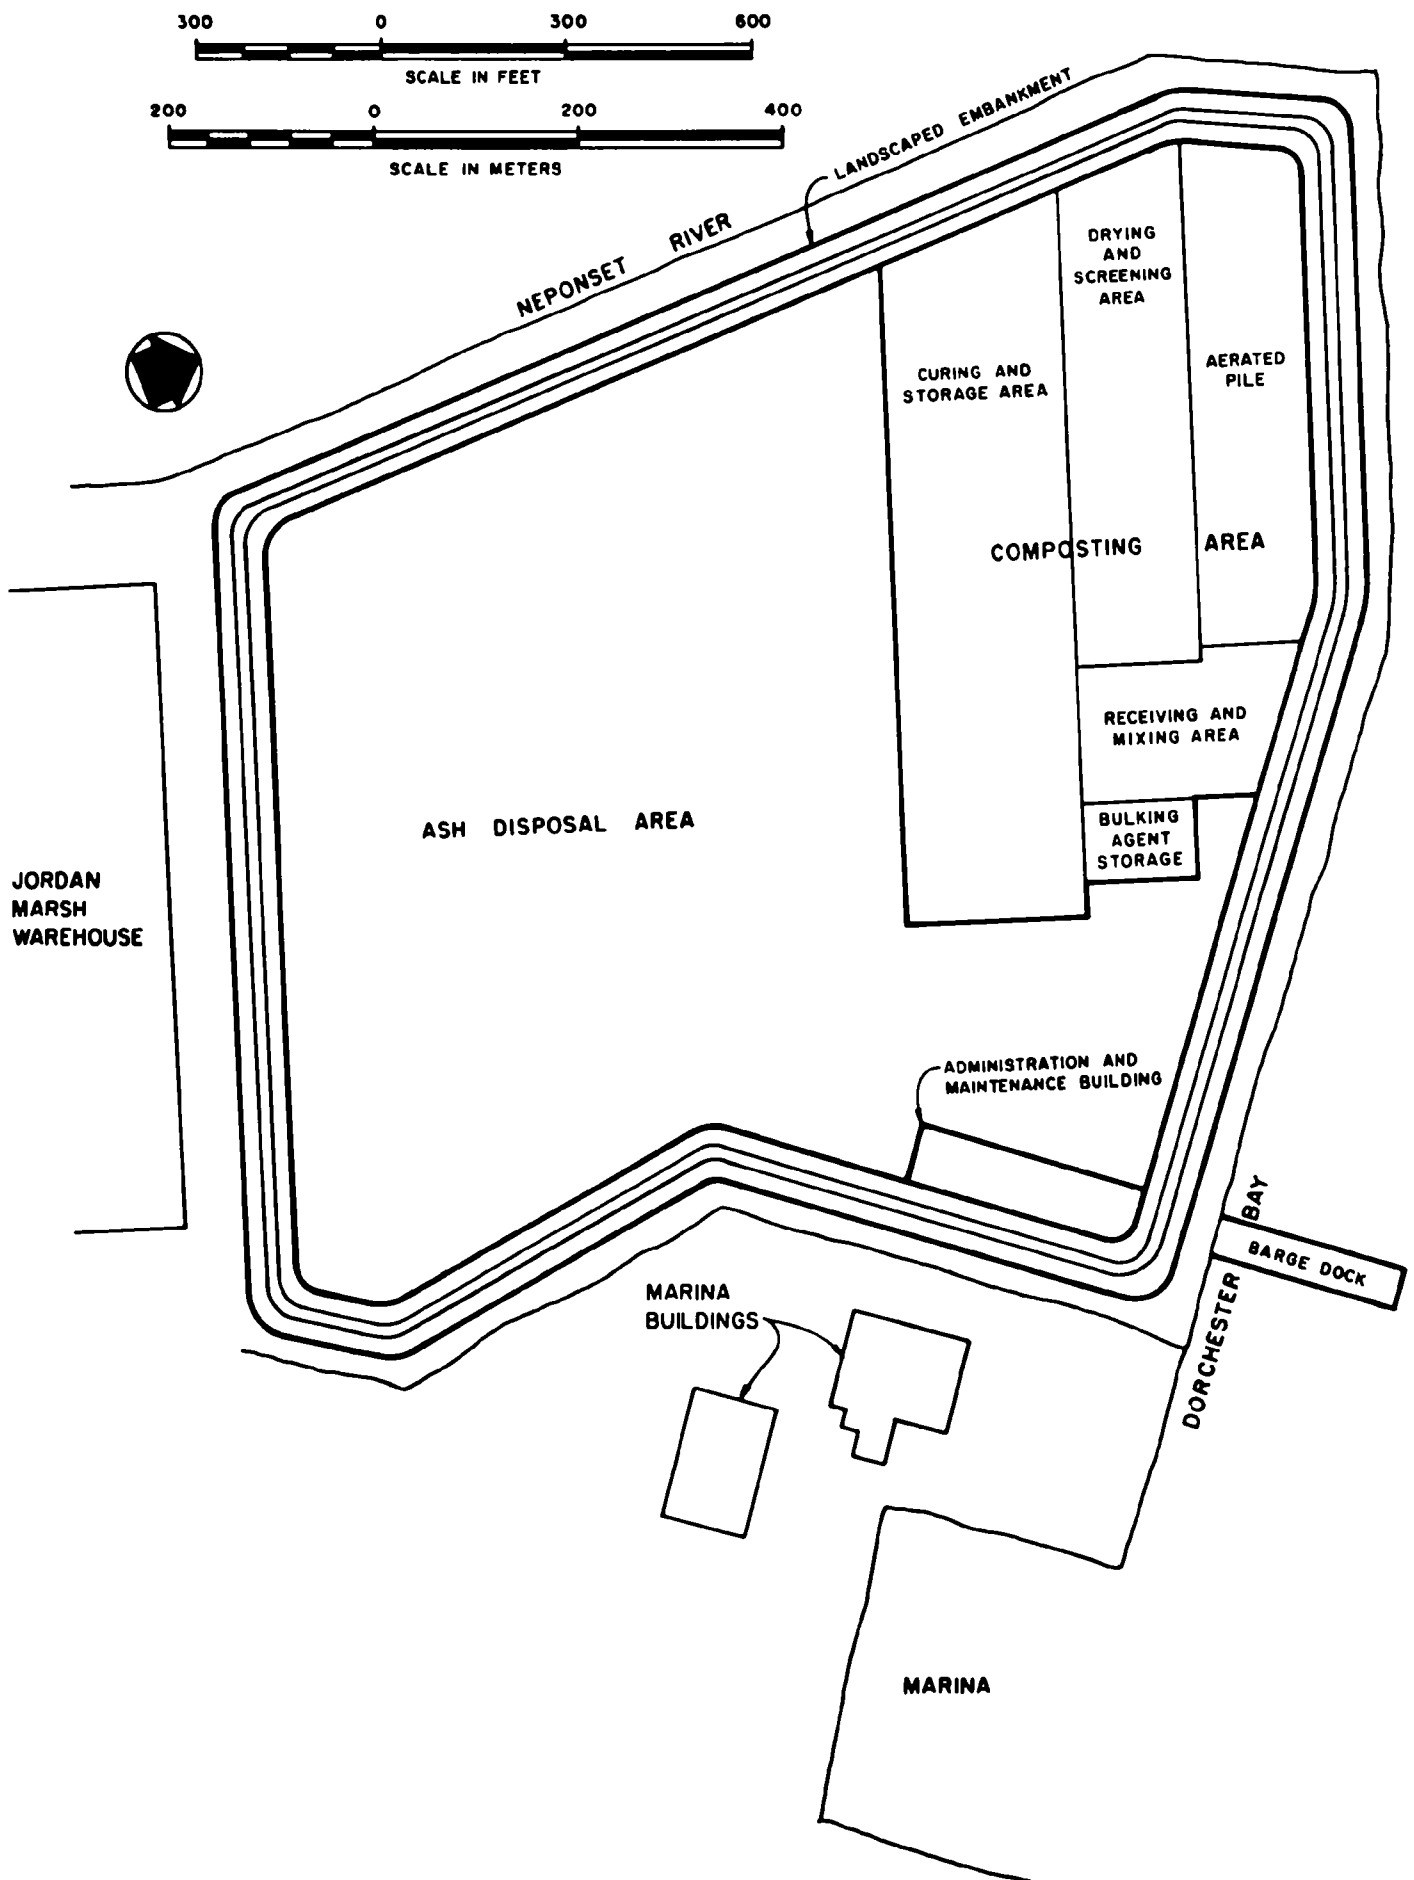 300 0 300 600
SCALE IN FEET
200 0 200 400
SCALE IN METERS
LANDSCAPED EMBANKMENT
NEPONSET RIVER
DRYING
AND
SCREENING
AREA
AERATED
PILE
CURING AND
STORAGE AREA
COMPOSTING AREA
RECEIVING AND
MIXING AREA
BULKING
AGENT
STORAGE
ASH DISPOSAL AREA
JORDAN
MARSH
WAREHOUSE
ADMINISTRATION AND
MAINTENANCE BUILDING
DORCHESTER BAY
BARGE DOCK
MARINA
BUILDINGS
MARINA